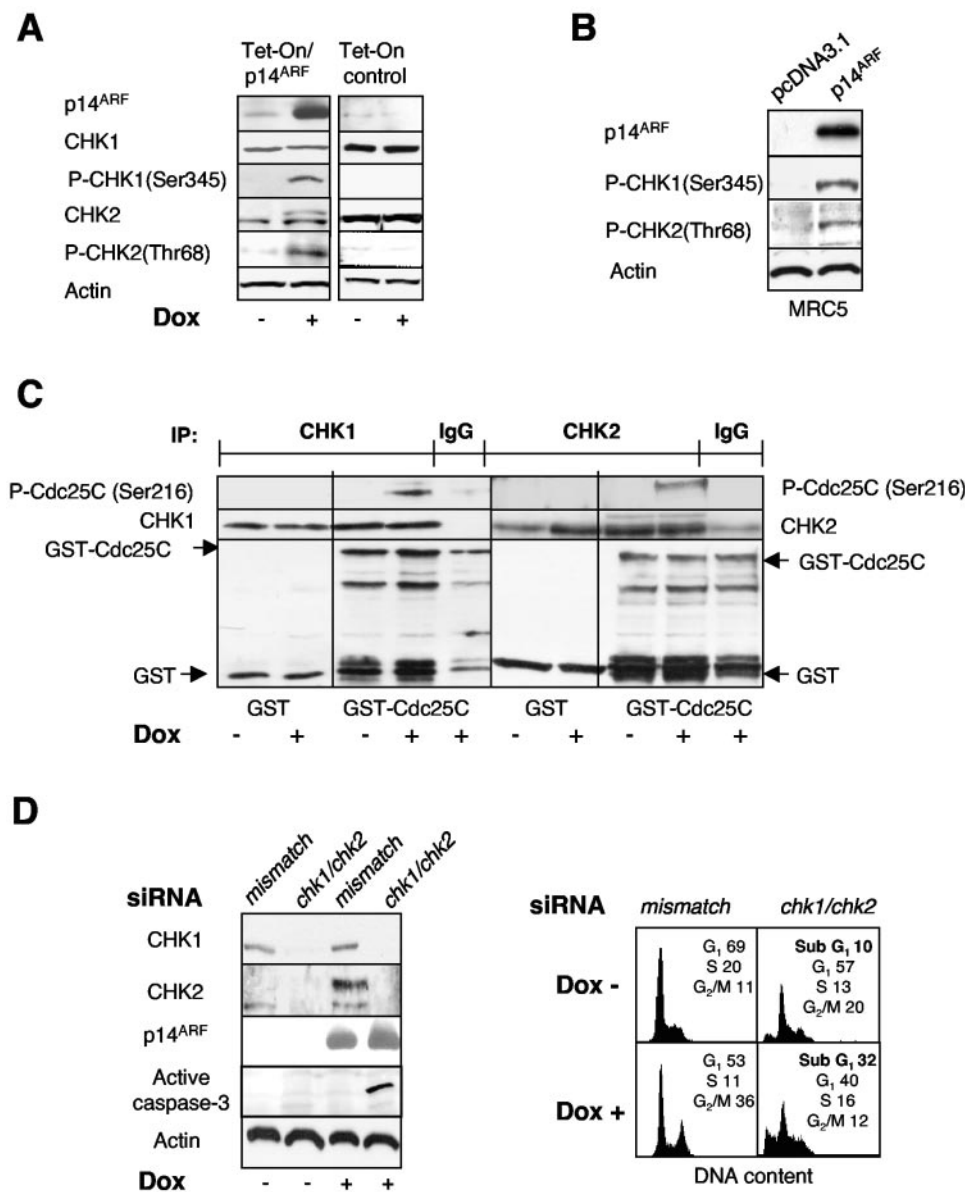 A
Tet-On/ p14ARF
Tet-On control
p14ARF
CHK1
P-CHK1(Ser345)
CHK2
P-CHK2(Thr68)
Actin
Dox - + - +
B
pcDNA3.1 p14ARF
p14ARF
P-CHK1(Ser345)
P-CHK2(Thr68)
Actin
MRC5
C
IP: CHK1 IgG CHK2 IgG
P-Cdc25C (Ser216)
P-Cdc25C (Ser216)
CHK1
CHK2
GST-Cdc25C
GST-Cdc25C
GST
GST
GST GST-Cdc25C GST GST-Cdc25C
Dox - + - + + - + - + +
D
siRNA mismatch chk1/chk2 mismatch chk1/chk2
CHK1
CHK2
p14ARF
Active
caspase-3
Actin
Dox - - + +
siRNA mismatch chk1/chk2
Dox -
G1 69
S 20
G2/M 11
Sub G1 10
G1 57
S 13
G2/M 20
Dox +
G1 53
S 11
G2/M 36
Sub G1 32
G1 40
S 16
G2/M 12
DNA content